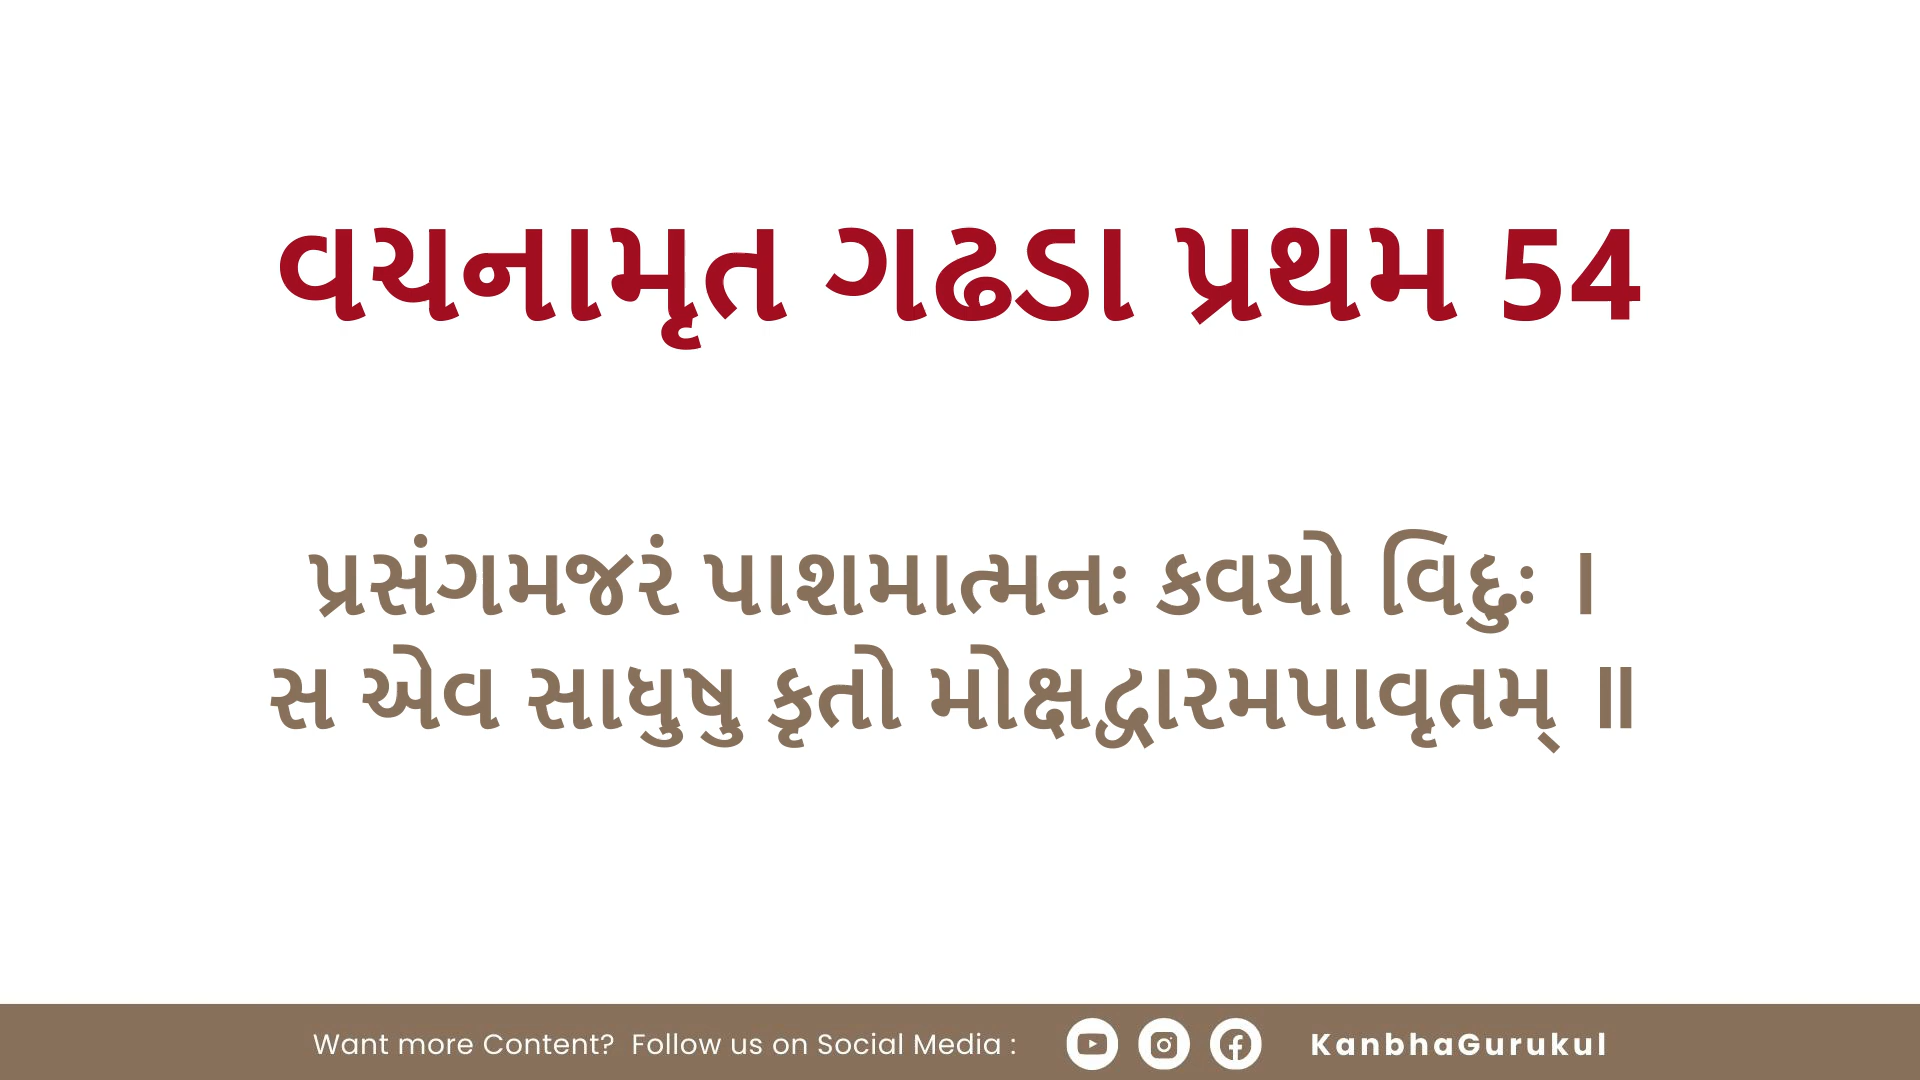 વચનામૃત ગઢડા પ્રથમ 54
પ્રસંગમજરં પાશમાત્મનઃ કવયો વિદુઃ ।
સ એવ સાધુષુ કૃતો મોક્ષદ્વારમપાવૃતમ્ ॥
Want more Content? Follow us on Social Media : KanbhaGurukul